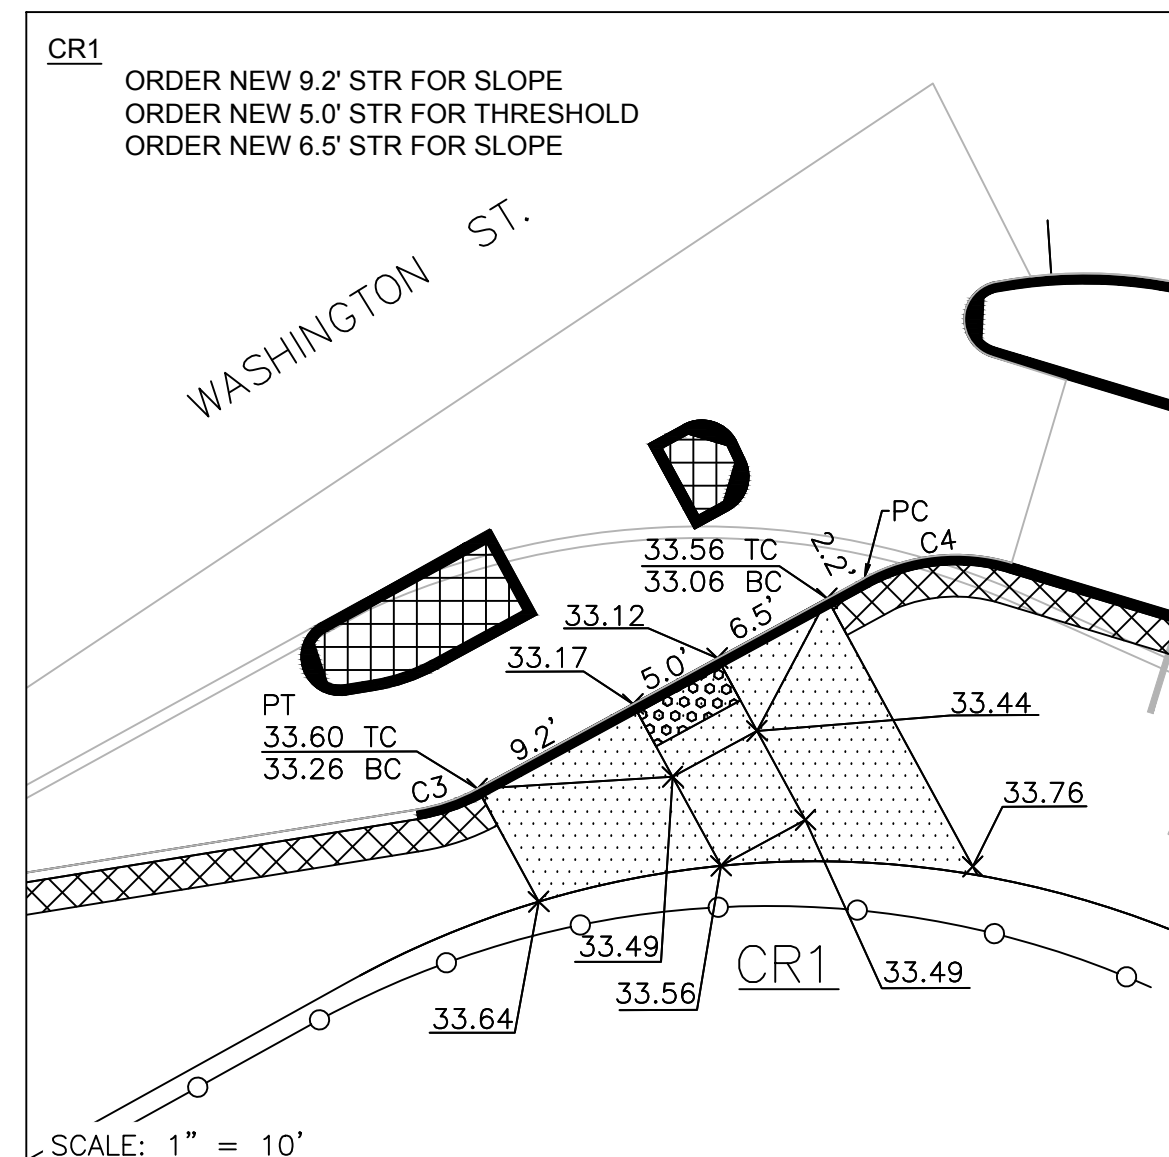 CR1
ORDER NEW 9.2' STR FOR SLOPE
ORDER NEW 5.0' STR FOR THRESHOLD
ORDER NEW 6.5' STR FOR SLOPE
WASHINGTON ST.
PC
C4
2.2'
33.56 TC
33.06 BC
6.5'
33.12
5.0'
33.17
33.44
PT
33.60 TC
33.26 BC
9.2'
C3
33.76
33.49
CR1
33.49
33.56
33.64
SCALE: 1" = 10'